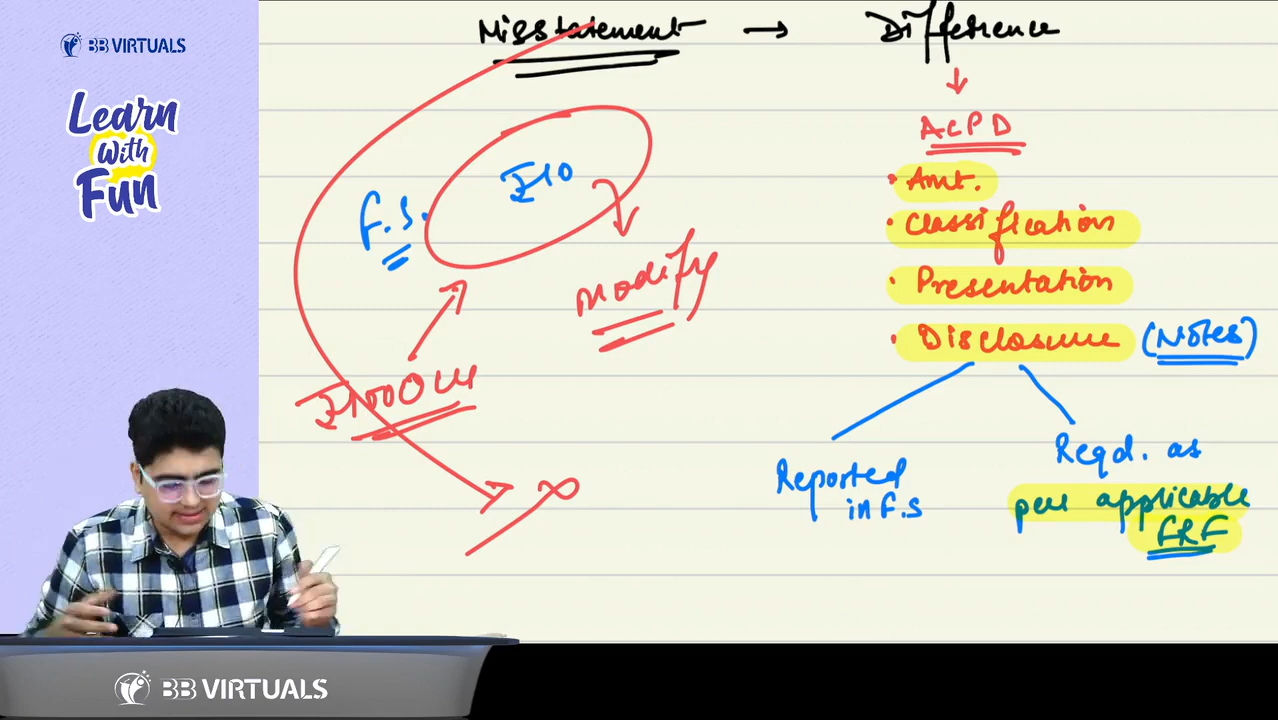 BB VIRTUALS
Learn
with
Fun
Misstatement → Difference
ACPD
• Amt.
• Classification
• Presentation
• Disclosure (Notes)
F.S.
₹10
Modify
Reported
in F.S
Reqd. as
per applicable
FRF
BB VIRTUALS